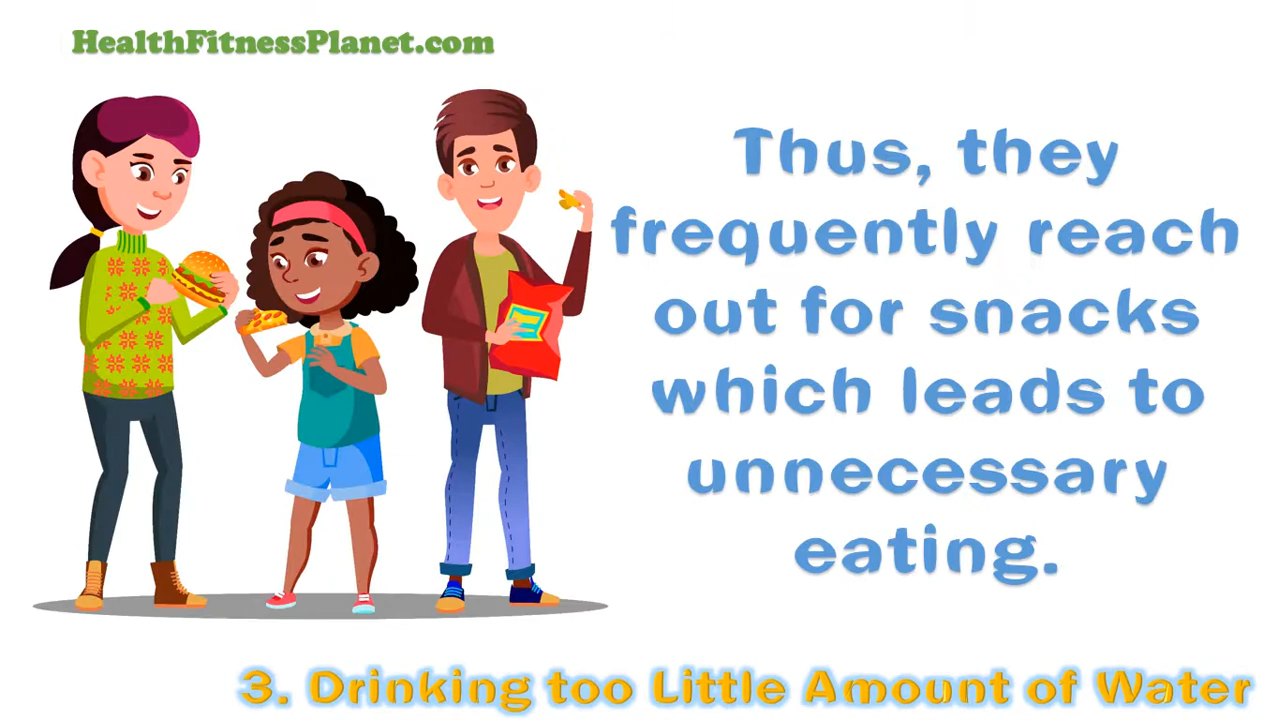 HealthFitnessPlanet.com
Thus, they
frequently reach
out for snacks
which leads to
unnecessary
eating.
3. Drinking too Little Amount of Water